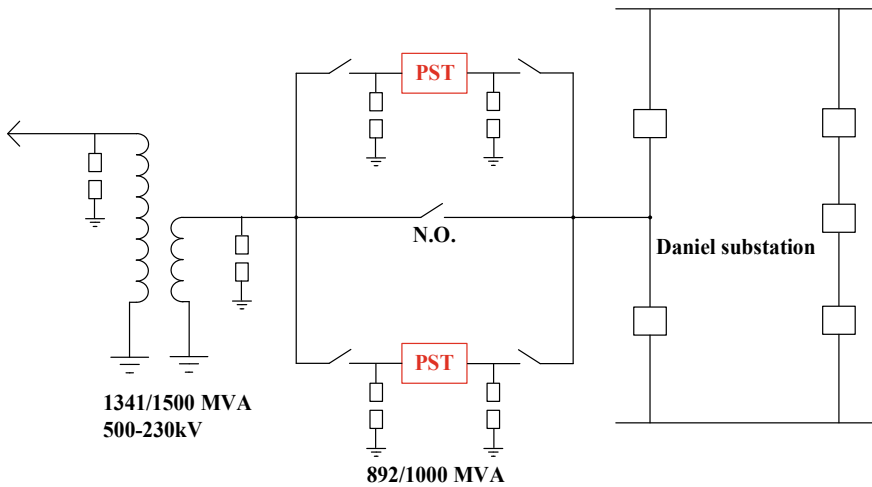 PST
N.O.
Daniel substation
PST
1341/1500 MVA
500-230kV
892/1000 MVA